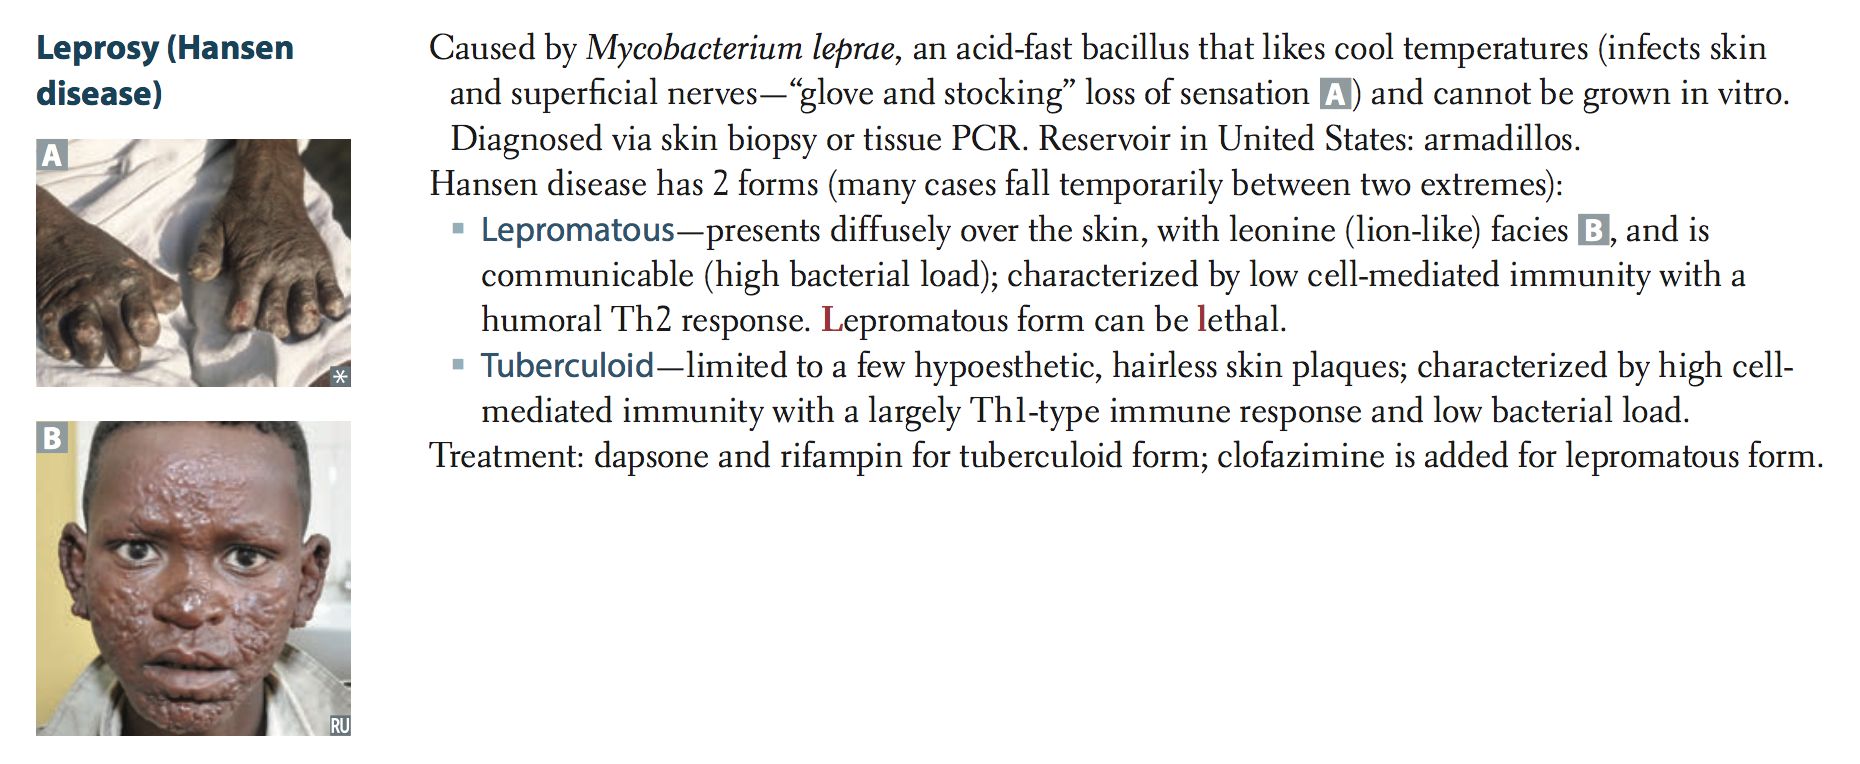 Leprosy (Hansen
disease)
A
*
B
RU
Caused by Mycobacterium leprae, an acid-fast bacillus that likes cool temperatures (infects skin
and superficial nerves—“glove and stocking” loss of sensation A) and cannot be grown in vitro.
Diagnosed via skin biopsy or tissue PCR. Reservoir in United States: armadillos.
Hansen disease has 2 forms (many cases fall temporarily between two extremes):
▪ Lepromatous—presents diffusely over the skin, with leonine (lion-like) facies B, and is
communicable (high bacterial load); characterized by low cell-mediated immunity with a
humoral Th2 response. Lepromatous form can be lethal.
▪ Tuberculoid—limited to a few hypoesthetic, hairless skin plaques; characterized by high cell-
mediated immunity with a largely Th1-type immune response and low bacterial load.
Treatment: dapsone and rifampin for tuberculoid form; clofazimine is added for lepromatous form.